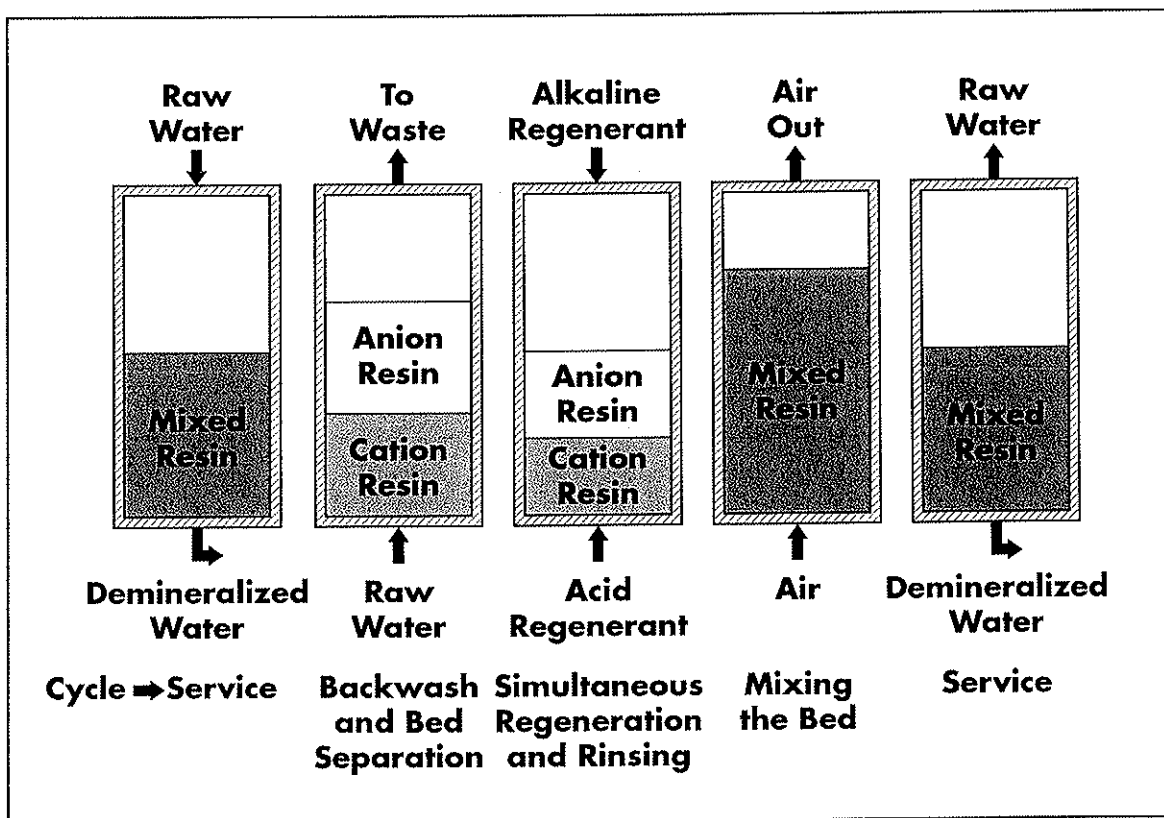 Raw
Water
To
Waste
Alkaline
Regenerant
Air
Out
Raw
Water
Mixed
Resin
Anion
Resin
Cation
Resin
Anion
Resin
Cation
Resin
Mixed
Resin
Mixed
Resin
Demineralized
Water
Raw
Water
Acid
Regenerant
Air
Demineralized
Water
Cycle ➡ Service
Backwash
and Bed
Separation
Simultaneous
Regeneration
and Rinsing
Mixing
the Bed
Service